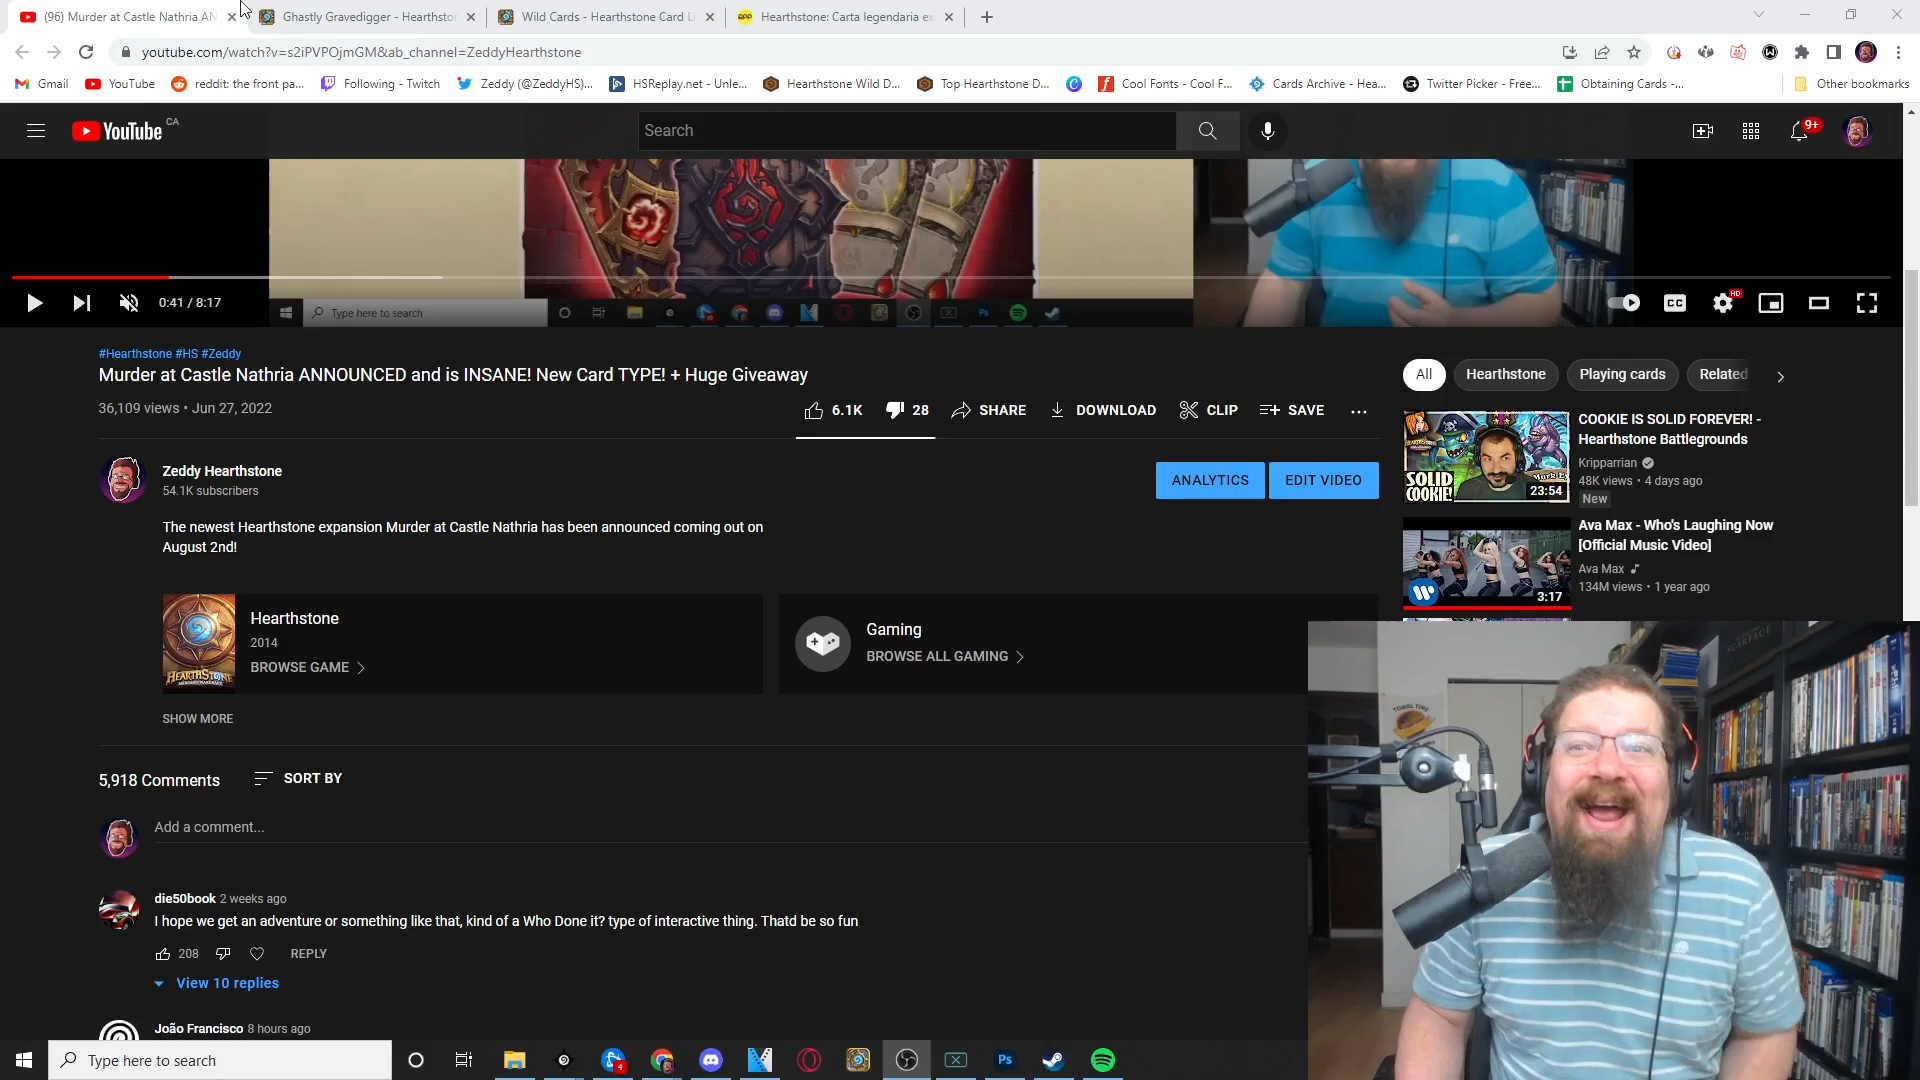 (96) Murder at Castle Nathria AN
Ghastly Gravedigger - Hearthsto
Wild Cards - Hearthstone Card Li
Hearthstone: Carta legendaria ex
youtube.com/watch?v=s2iPVPOjmGM&ab_channel=ZeddyHearthstone
Gmail
YouTube
reddit: the front pa...
Following - Twitch
Zeddy (@ZeddyHS)...
HSReplay.net - Unle...
Hearthstone Wild D...
Top Hearthstone D...
Cool Fonts - Cool F...
Cards Archive - Hea...
Twitter Picker - Free...
Obtaining Cards -...
Other bookmarks
YouTube CA
Search
9+
0:41 / 8:17
Type here to search
CC
HD
#Hearthstone #HS #Zeddy
Murder at Castle Nathria ANNOUNCED and is INSANE! New Card TYPE! + Huge Giveaway
36,109 views • Jun 27, 2022
6.1K
28
SHARE
DOWNLOAD
CLIP
SAVE
Zeddy Hearthstone
54.1K subscribers
ANALYTICS
EDIT VIDEO
The newest Hearthstone expansion Murder at Castle Nathria has been announced coming out on
August 2nd!
Hearthstone
2014
BROWSE GAME
HEARTHSTONE
Gaming
BROWSE ALL GAMING
SHOW MORE
All
Hearthstone
Playing cards
Related
COOKIE IS SOLID FOREVER! -
Hearthstone Battlegrounds
Kripparrian
48K views • 4 days ago
New
SOLID
COOKIE!
23:54
Ava Max - Who's Laughing Now
[Official Music Video]
Ava Max
134M views • 1 year ago
3:17
5,918 Comments
SORT BY
Add a comment...
die50book 2 weeks ago
I hope we get an adventure or something like that, kind of a Who Done it? type of interactive thing. Thatd be so fun
208
REPLY
View 10 replies
João Francisco 8 hours ago
Type here to search
4
Ps